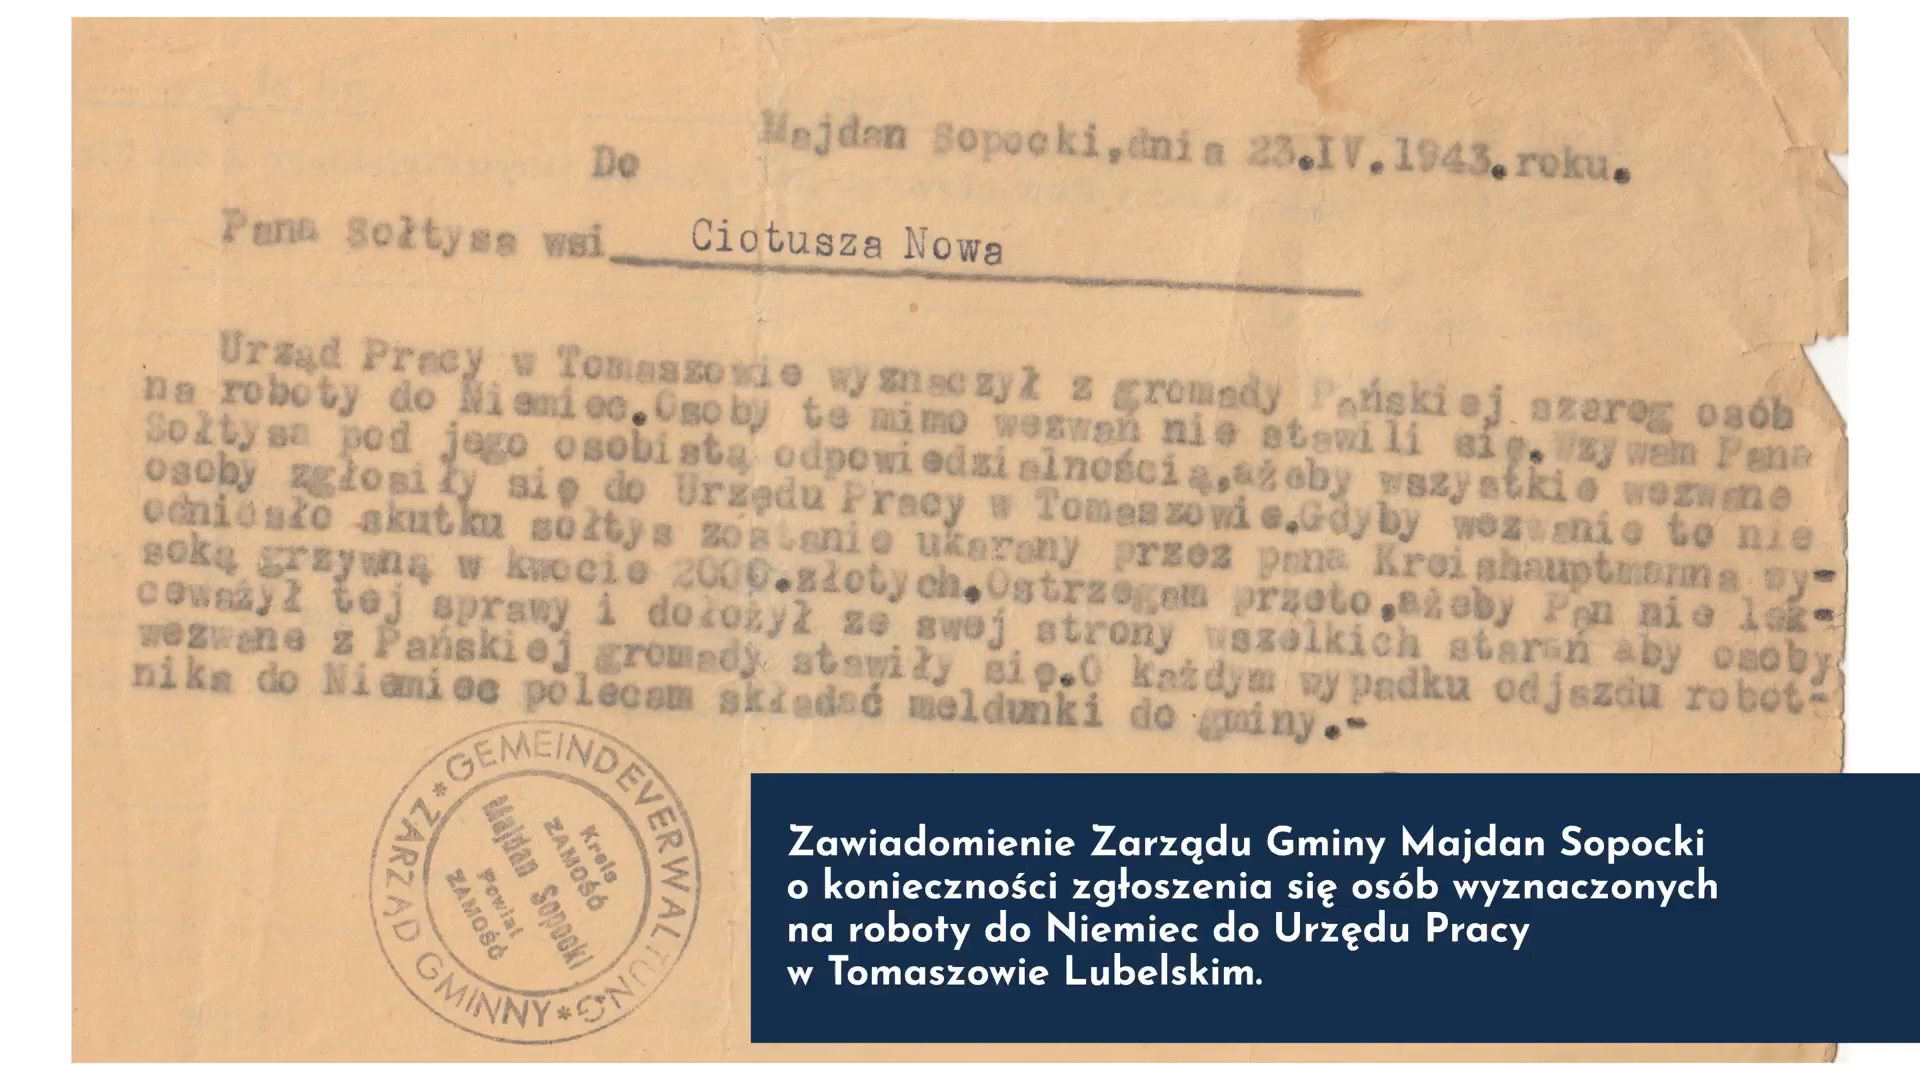 Majdan Sopocki,dnia 23.IV.1943.roku.
Do
Pana Sołtysa wsi Ciotusza Nowa
Urząd Pracy w Tomaszowie wyznaczył z gromady Pańskiej szereg osób
na roboty do Niemiec.Osoby te mimo wezwań nie stawili się.Wzywam Pana
Sołtysa pod jego osobistą odpowiedzialnością,ażeby wszystkie wezwane
osoby zgłosiły się do Urzędu Pracy w Tomaszowie.Gdyby wezwanie to nie
odniosło skutku sołtys zostanie ukarany przez pana Kreishauptmanna wy-
soką grzywną w kwocie 2000.złotych.Ostrzegam przeto,ażeby Pan nie lek-
ceważył tej sprawy i dołożył ze swej strony wszelkich starań aby osoby
wezwane z Pańskiej gromady stawiły się.O każdym wypadku odjazdu robot-
nika do Niemiec polecam składać meldunki do gminy.-
* GEMEINDEVERWALTUNG *
ZARZĄD GMINNY
Kreis
ZAMOŚĆ
Majdan Sopocki
Powiat
ZAMOŚĆ
Zawiadomienie Zarządu Gminy Majdan Sopocki
o konieczności zgłoszenia się osób wyznaczonych
na roboty do Niemiec do Urzędu Pracy
w Tomaszowie Lubelskim.